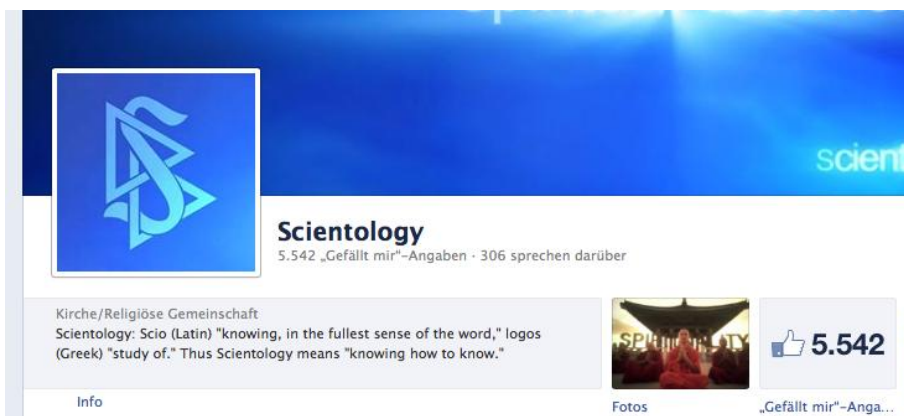 scient
Scientology
5.542 „Gefällt mir“-Angaben · 306 sprechen darüber
Kirche/Religiöse Gemeinschaft
Scientology: Scio (Latin) "knowing, in the fullest sense of the word," logos
(Greek) "study of." Thus Scientology means "knowing how to know."
SPIRITUALITY
5.542
Info
Fotos
„Gefällt mir“-Anga...